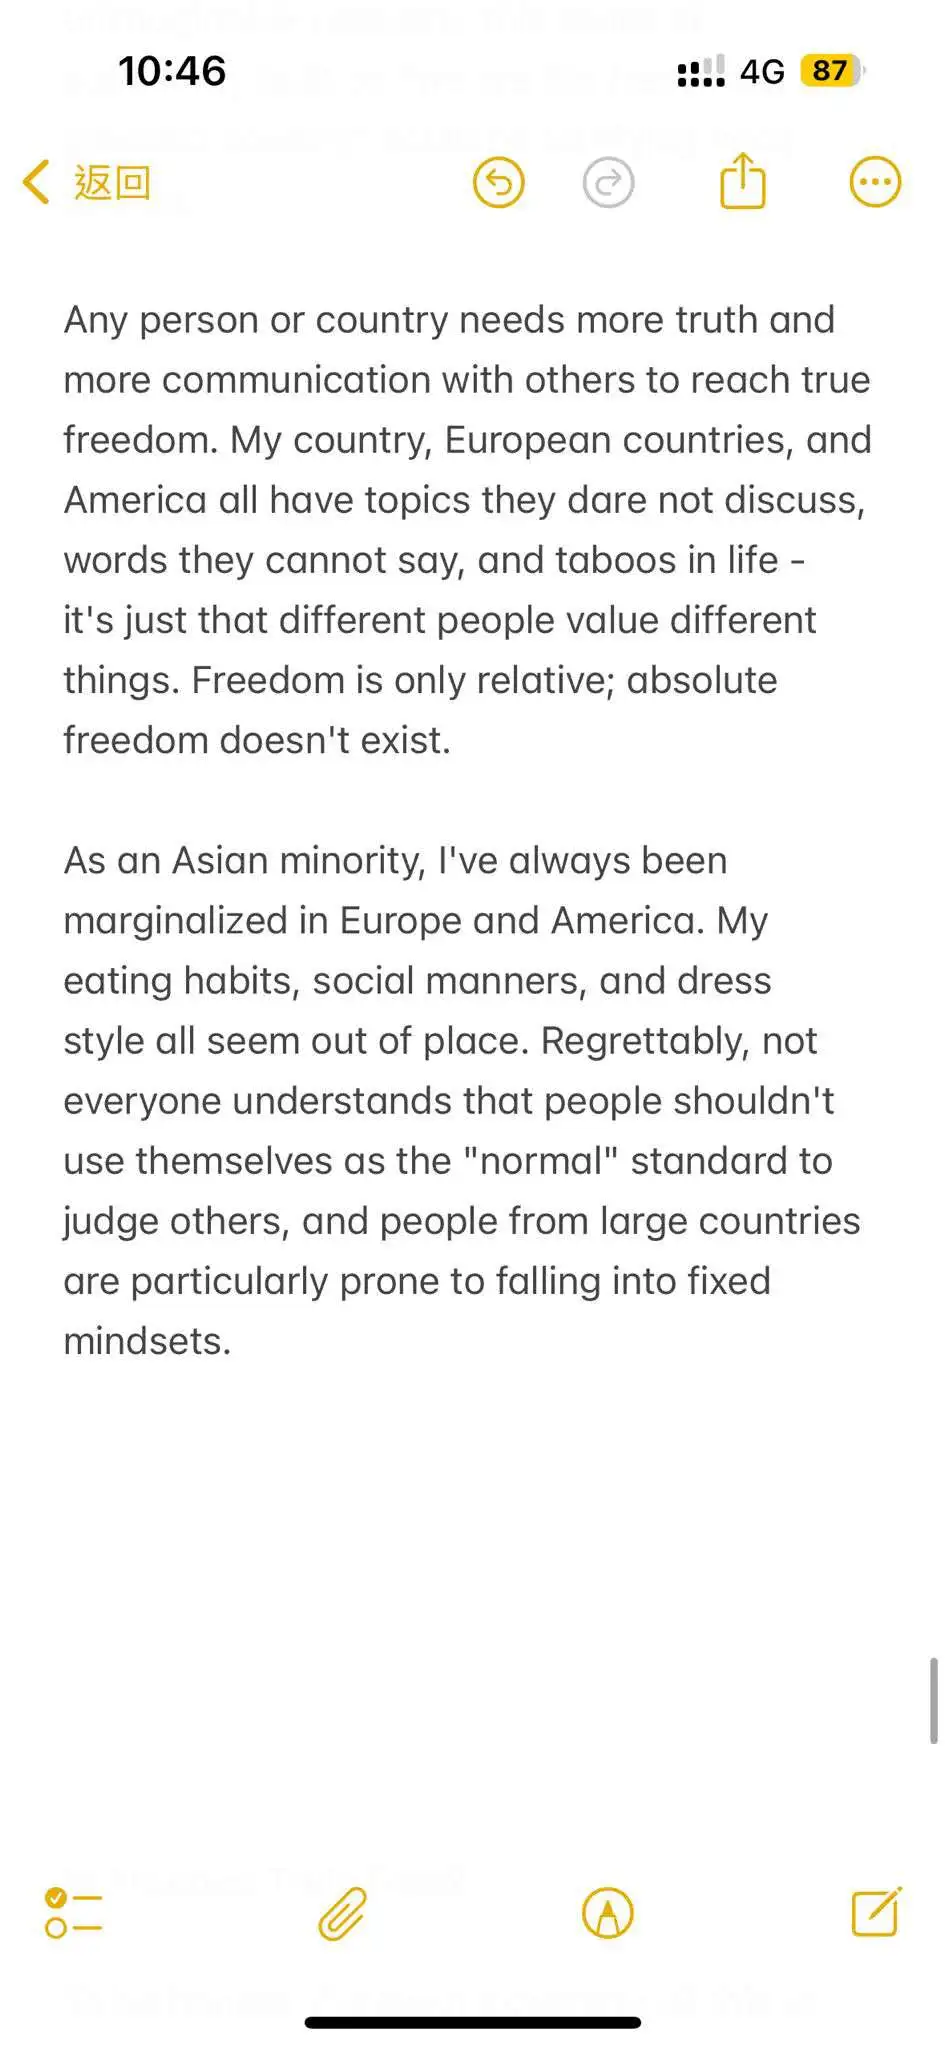 10:46
4G 87
返回
Any person or country needs more truth and
more communication with others to reach true
freedom. My country, European countries, and
America all have topics they dare not discuss,
words they cannot say, and taboos in life -
it's just that different people value different
things. Freedom is only relative; absolute
freedom doesn't exist.
As an Asian minority, I've always been
marginalized in Europe and America. My
eating habits, social manners, and dress
style all seem out of place. Regrettably, not
everyone understands that people shouldn't
use themselves as the "normal" standard to
judge others, and people from large countries
are particularly prone to falling into fixed
mindsets.